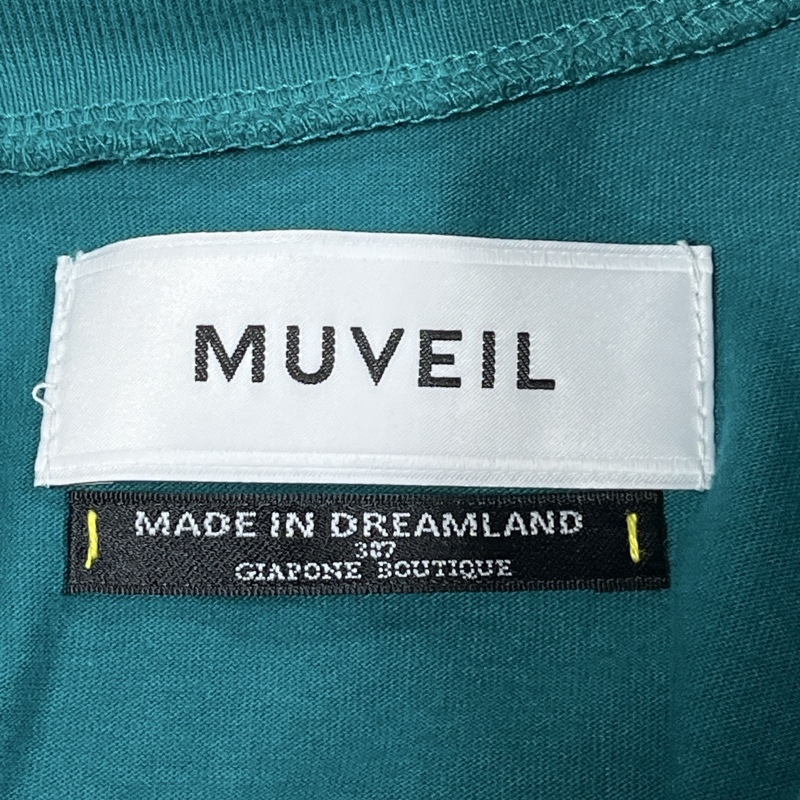 MUVEIL
MADE IN DREAMLAND
307
GIAPONE BOUTIQUE